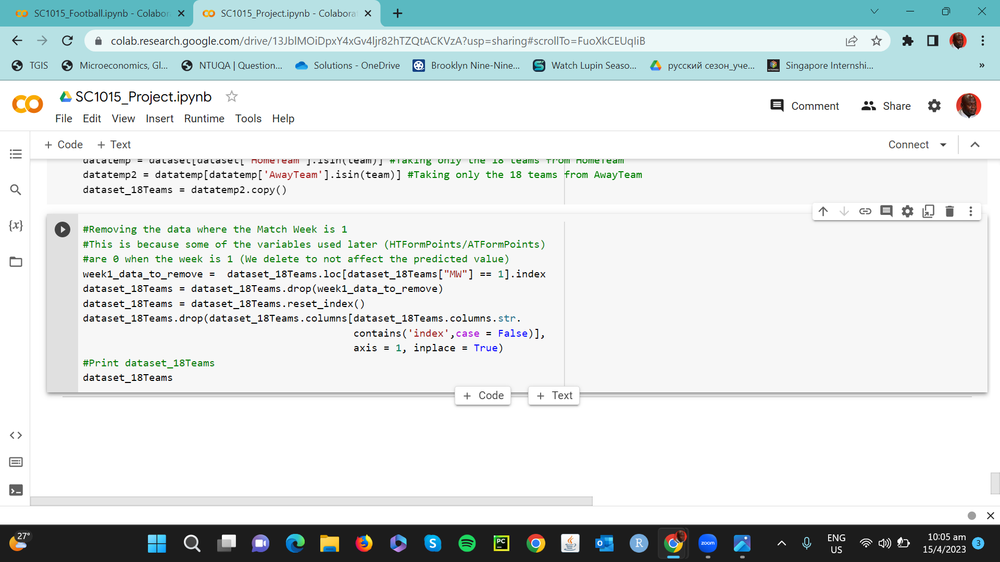 SC1015_Football.ipynb - Colabor
SC1015_Project.ipynb - Colabora
colab.research.google.com/drive/13JblMOiDpxY4xGv4ljr82hTZQtACKVzA?usp=sharing#scrollTo=FuoXkCEUqIiB
TGIS
Microeconomics, Gl...
NTUQA | Question...
Solutions - OneDrive
Brooklyn Nine-Nine...
Watch Lupin Seaso...
русский сезон_уче...
Singapore Internshi...
»
SC1015_Project.ipynb
Comment
Share
File Edit View Insert Runtime Tools Help
+ Code + Text
Connect
datatemp = dataset[dataset['HomeTeam'].isin(team)] #Taking only the 18 teams from HomeTeam
datatemp2 = datatemp[datatemp['AwayTeam'].isin(team)] #Taking only the 18 teams from AwayTeam
dataset_18Teams = datatemp2.copy()
{x}
#Removing the data where the Match Week is 1
#This is because some of the variables used later (HTFormPoints/ATFormPoints)
#are 0 when the week is 1 (We delete to not affect the predicted value)
week1_data_to_remove =  dataset_18Teams.loc[dataset_18Teams["MW"] == 1].index
dataset_18Teams = dataset_18Teams.drop(week1_data_to_remove)
dataset_18Teams = dataset_18Teams.reset_index()
dataset_18Teams.drop(dataset_18Teams.columns[dataset_18Teams.columns.str.
contains('index',case = False)],
axis = 1, inplace = True)
#Print dataset_18Teams
dataset_18Teams
+ Code + Text
27°
PC
S
R
zoom
ENG
US
10:05 am
15/4/2023
3